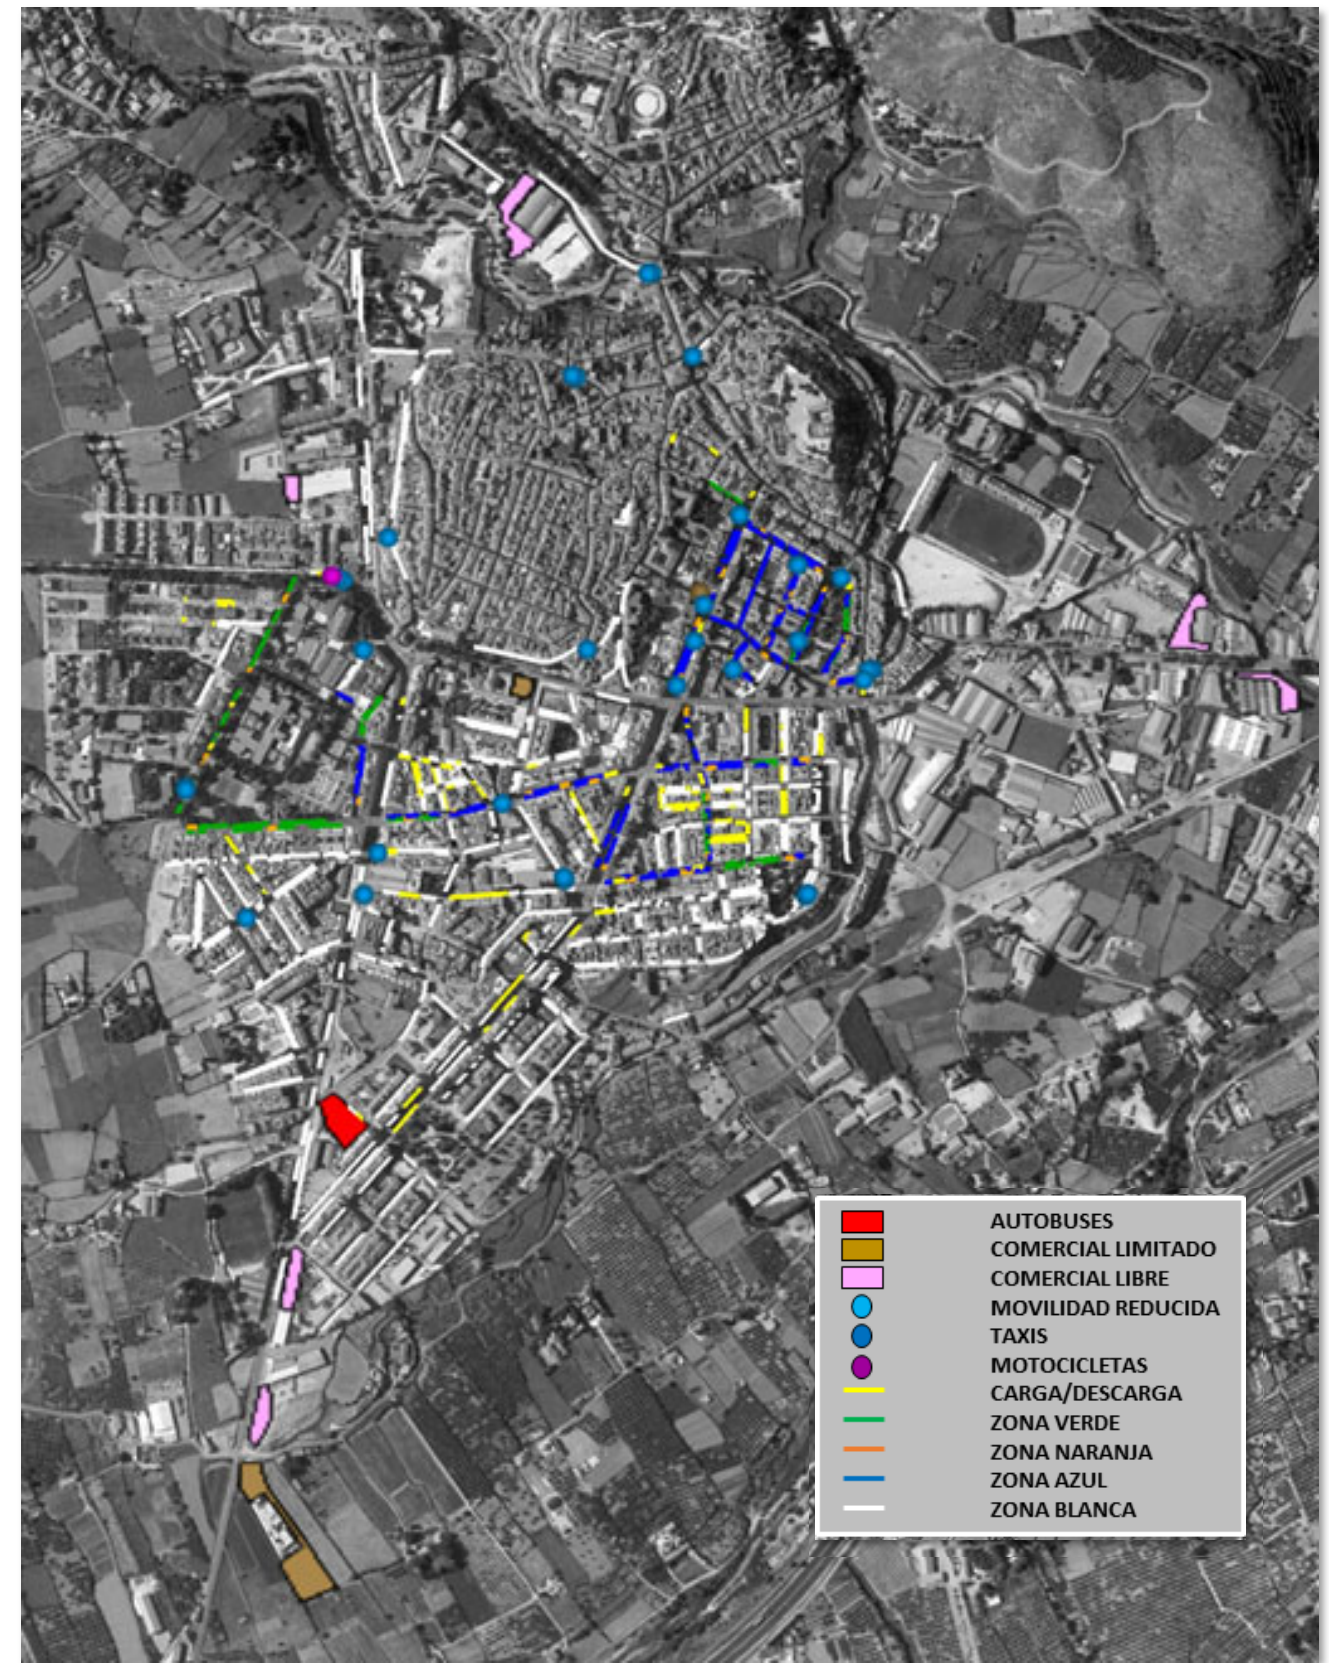 AUTOBUSES
COMERCIAL LIMITADO
COMERCIAL LIBRE
MOVILIDAD REDUCIDA
TAXIS
MOTOCICLETAS
CARGA/DESCARGA
ZONA VERDE
ZONA NARANJA
ZONA AZUL
ZONA BLANCA